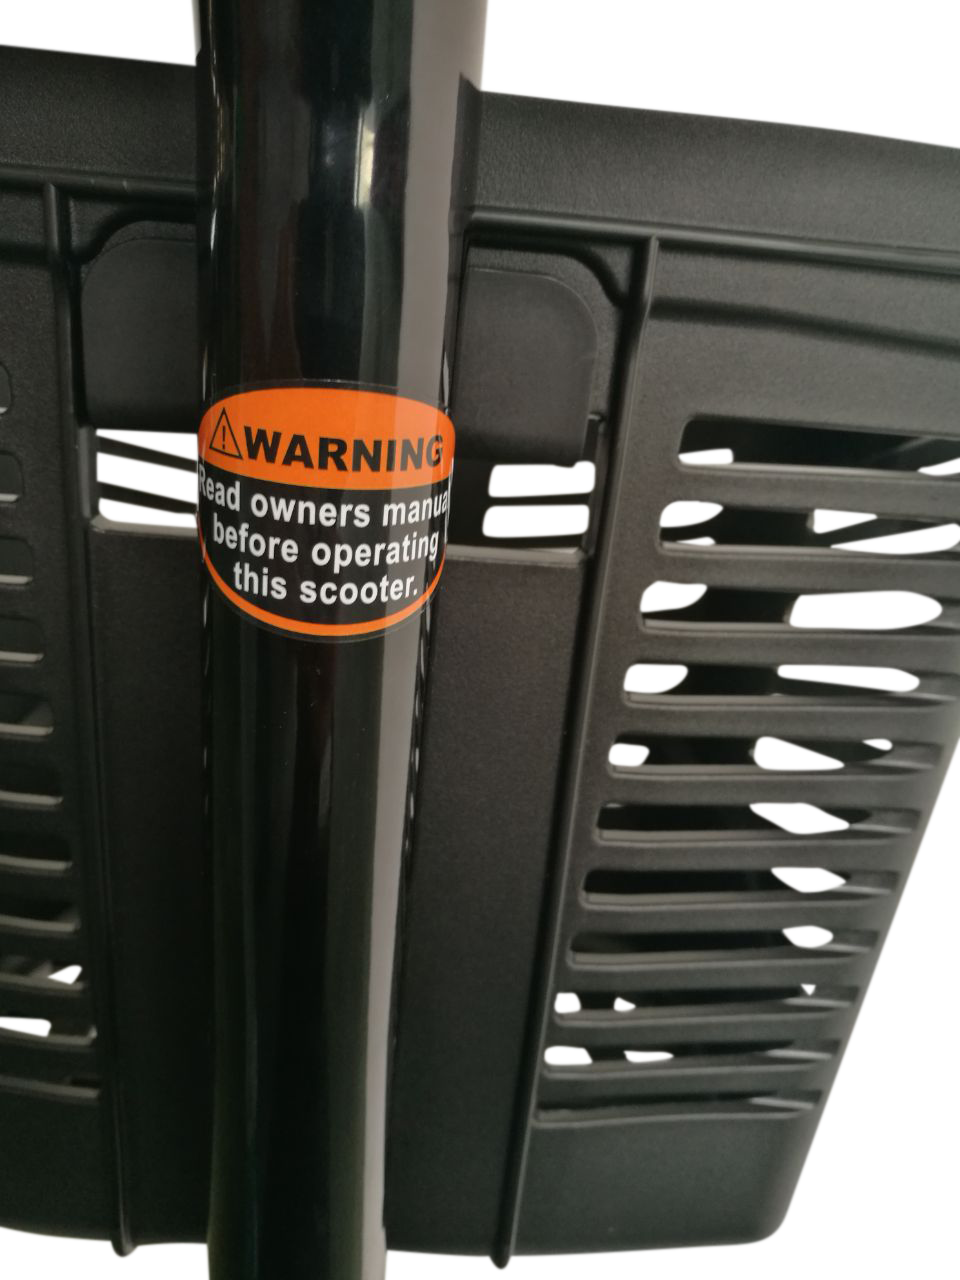 WARNING
Read owners manual
before operating
this scooter.